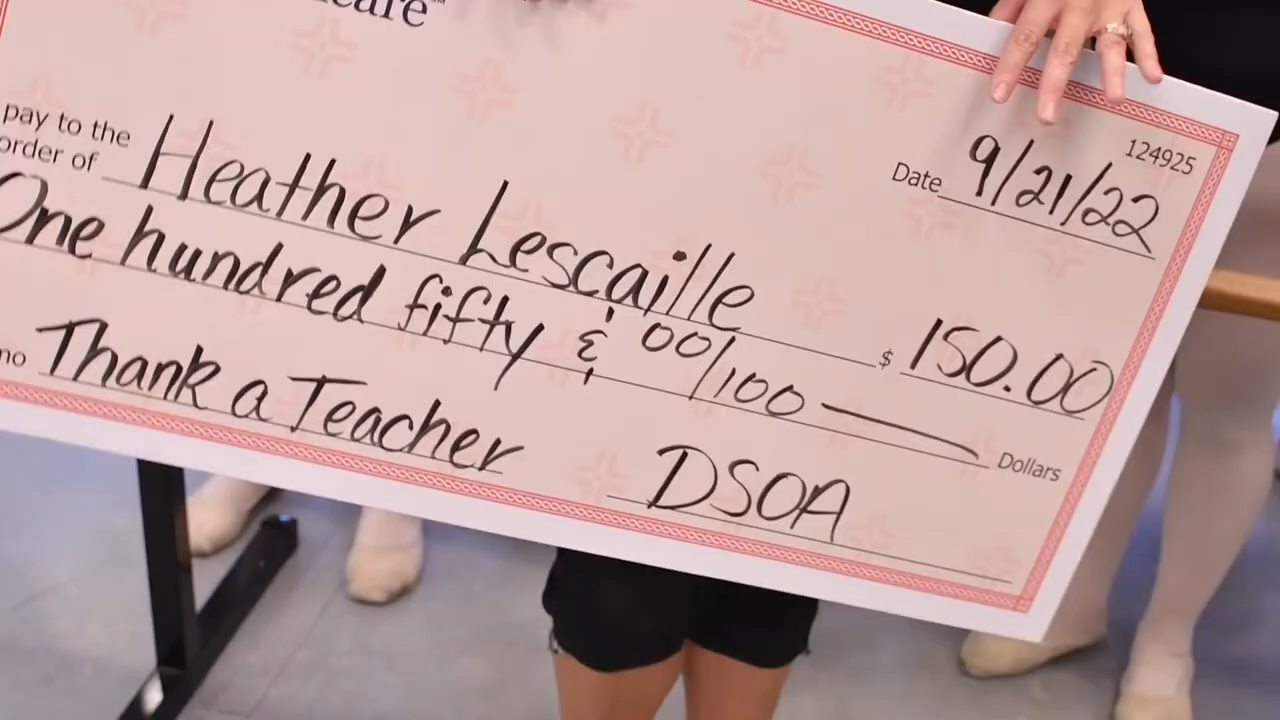 care™
124925
Date 9/21/22
pay to the
order of Heather Lescaille
$ 150.00
One hundred fifty & 00/100 — Dollars
Thank a Teacher
DSOA